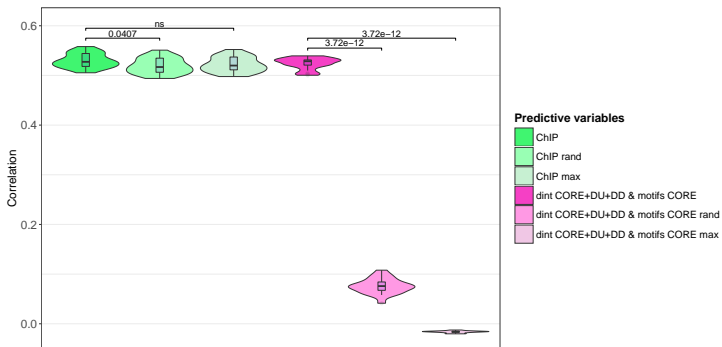 0.6
ns
0.0407
3.72e−12
3.72e−12
0.4
0.2
0.0
Correlation
Predictive variables
ChIP
ChIP rand
ChIP max
dint CORE+DU+DD & motifs CORE
dint CORE+DU+DD & motifs CORE rand
dint CORE+DU+DD & motifs CORE max